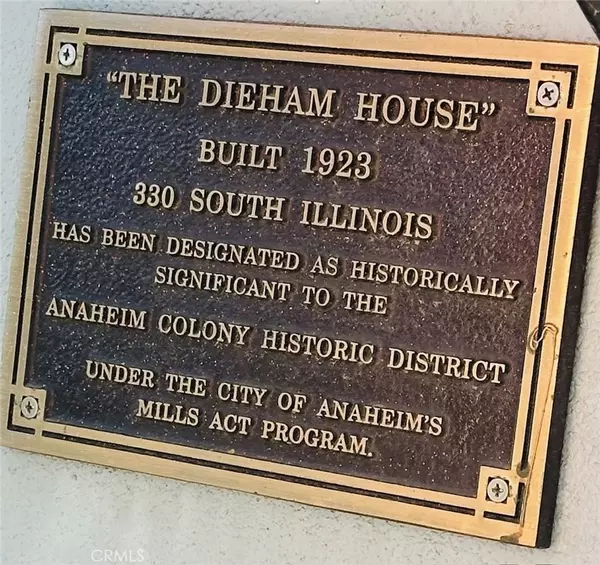 "THE DIEHAM HOUSE"
BUILT 1923
330 SOUTH ILLINOIS
HAS BEEN DESIGNATED AS HISTORICALLY
SIGNIFICANT TO THE
ANAHEIM COLONY HISTORIC DISTRICT
UNDER THE CITY OF ANAHEIM'S
MILLS ACT PROGRAM.
CRMLS